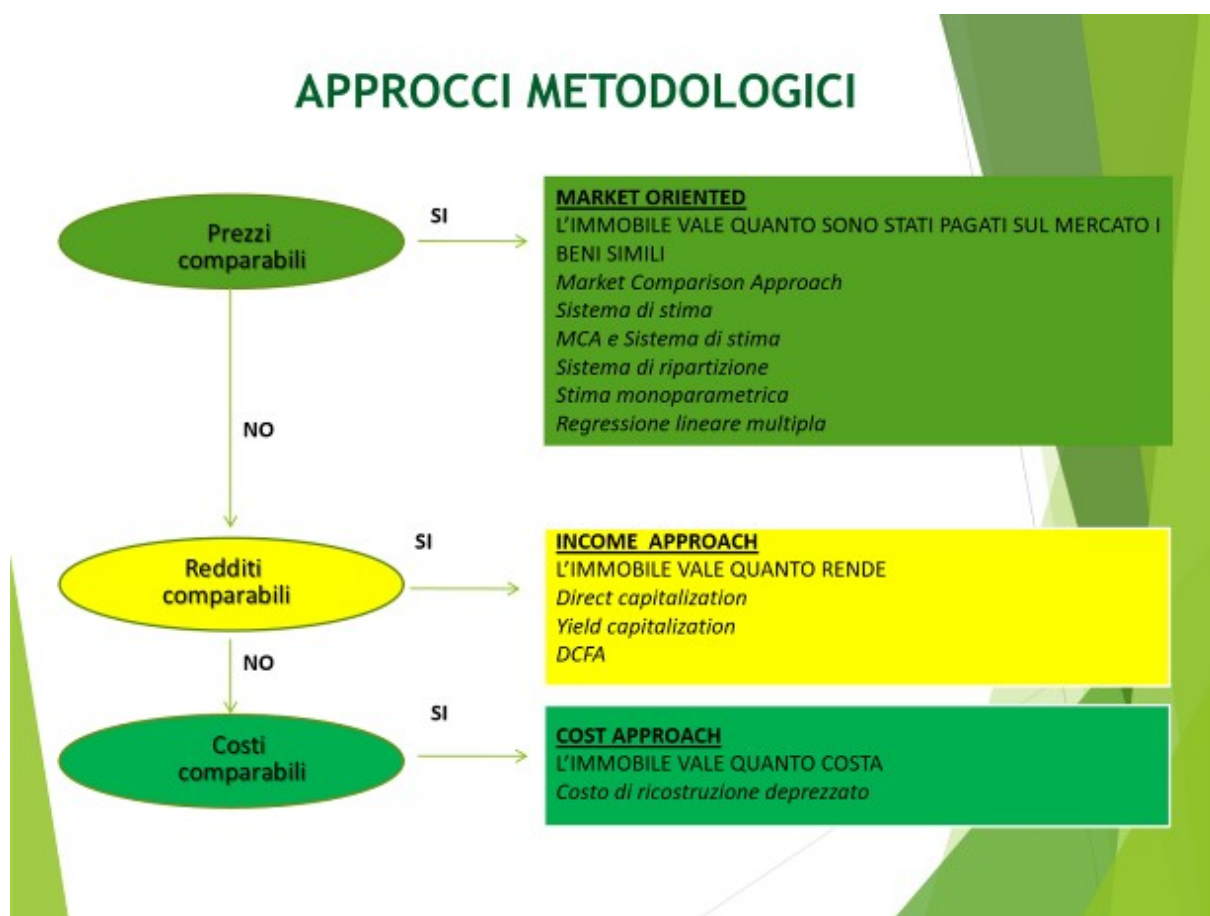 APPROCCI METODOLOGICI
Prezzi
comparabili
SI
MARKET ORIENTED
L’IMMOBILE VALE QUANTO SONO STATI PAGATI SUL MERCATO I
BENI SIMILI
Market Comparison Approach
Sistema di stima
MCA e Sistema di stima
Sistema di ripartizione
Stima monoparametrica
Regressione lineare multipla
NO
Redditi
comparabili
SI
INCOME APPROACH
L’IMMOBILE VALE QUANTO RENDE
Direct capitalization
Yield capitalization
DCFA
NO
Costi
comparabili
SI
COST APPROACH
L’IMMOBILE VALE QUANTO COSTA
Costo di ricostruzione deprezzato